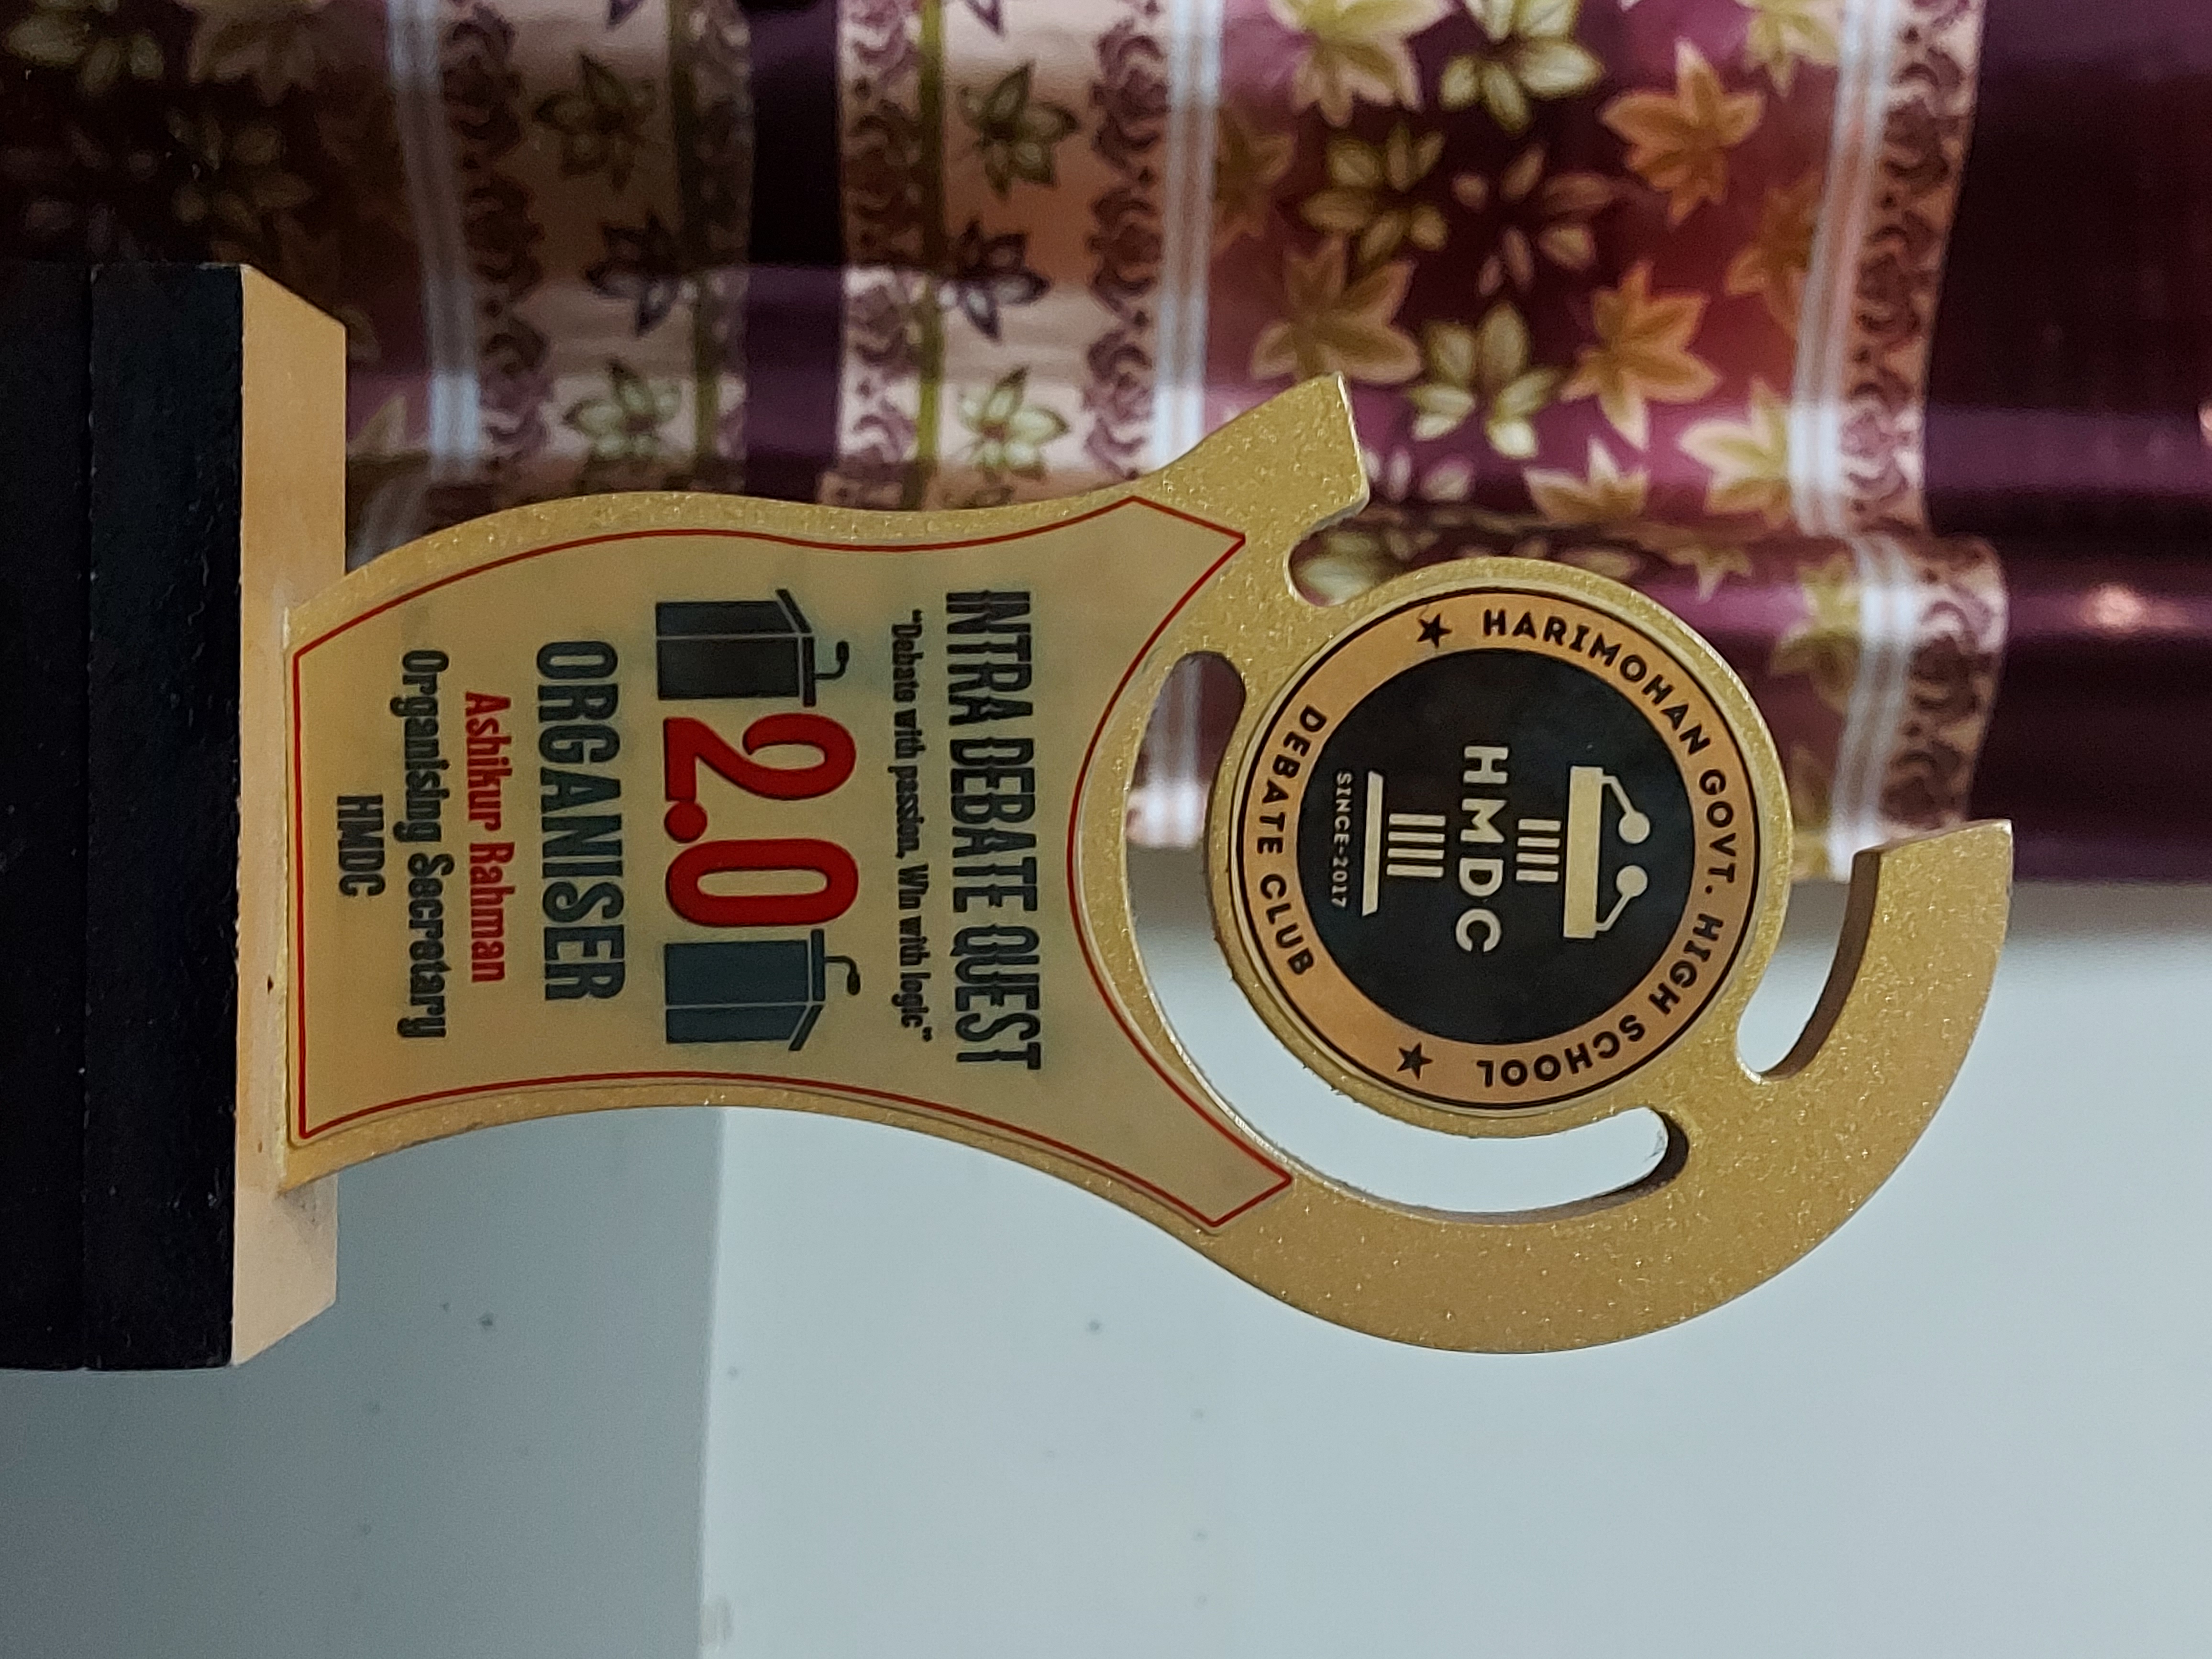 HARIMOHAN GOVT. HIGH SCHOOL
HMDC
SINCE-2017
DEBATE CLUB
INTRA DEBATE QUEST
"Debate with passion, Win with logic"
2.0
ORGANISER
Ashikur Rahman
Organising Secretary
HMDC